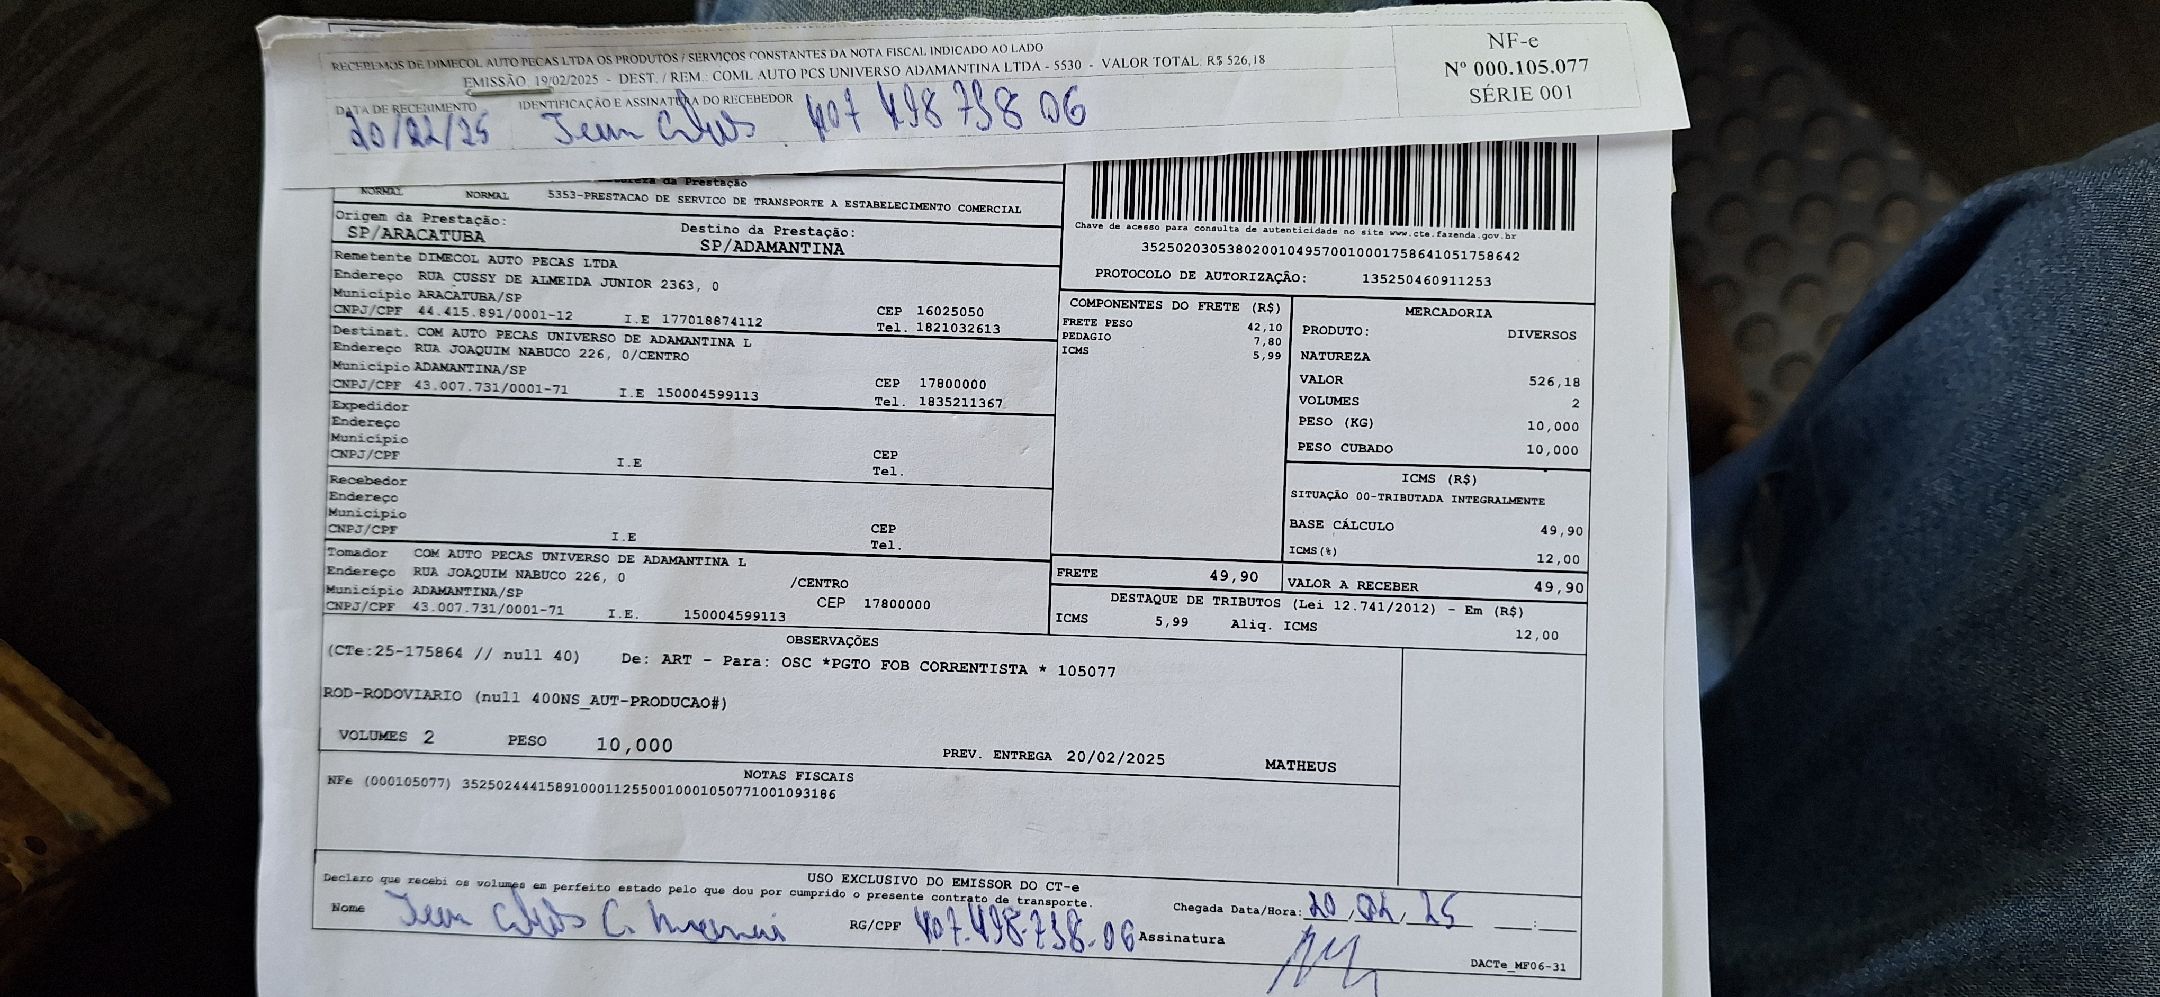 RECEBEMOS DE DIMECOL AUTO PECAS LTDA OS PRODUTOS / SERVIÇOS CONSTANTES DA NOTA FISCAL INDICADO AO LADO
EMISSÃO 19/02/2025 - DEST. / REM.: COML AUTO PCS UNIVERSO ADAMANTINA LTDA - 5530 - VALOR TOTAL: R$ 526,18
NF-e
Nº 000.105.077
SÉRIE 001
DATA DE RECEBIMENTO
IDENTIFICAÇÃO E ASSINATURA DO RECEBEDOR
20/02/25 Jean Carlos 407 498 738 06
da Prestação
NORMAL NORMAL 5353-PRESTACAO DE SERVICO DE TRANSPORTE A ESTABELECIMENTO COMERCIAL
Origem da Prestação:
SP/ARACATUBA
Destino da Prestação:
SP/ADAMANTINA
Chave de acesso para consulta de autenticidade no site www.cte.fazenda.gov.br
35250203053802001049570010001758641051758642
PROTOCOLO DE AUTORIZAÇÃO: 135250460911253
Remetente DIMECOL AUTO PECAS LTDA
Endereço RUA CUSSY DE ALMEIDA JUNIOR 2363, 0
Município ARACATUBA/SP CEP 16025050
CNPJ/CPF 44.415.891/0001-12 I.E 177018874112 Tel. 1821032613
Destinat. COM AUTO PECAS UNIVERSO DE ADAMANTINA L
Endereço RUA JOAQUIM NABUCO 226, 0/CENTRO
Município ADAMANTINA/SP CEP 17800000
CNPJ/CPF 43.007.731/0001-71 I.E 150004599113 Tel. 1835211367
Expedidor
Endereço
Município CEP
CNPJ/CPF I.E Tel.
Recebedor
Endereço
Município CEP
CNPJ/CPF I.E Tel.
Tomador COM AUTO PECAS UNIVERSO DE ADAMANTINA L
Endereço RUA JOAQUIM NABUCO 226, 0 /CENTRO
Município ADAMANTINA/SP CEP 17800000
CNPJ/CPF 43.007.731/0001-71 I.E. 150004599113
COMPONENTES DO FRETE (R$)
FRETE PESO 42,10
PEDAGIO 7,80
ICMS 5,99
MERCADORIA
PRODUTO: DIVERSOS
NATUREZA
VALOR 526,18
VOLUMES 2
PESO (KG) 10,000
PESO CUBADO 10,000
ICMS (R$)
SITUAÇÃO 00-TRIBUTADA INTEGRALMENTE
BASE CÁLCULO 49,90
ICMS(%) 12,00
FRETE 49,90 VALOR A RECEBER 49,90
DESTAQUE DE TRIBUTOS (Lei 12.741/2012) - Em (R$)
ICMS 5,99 Aliq. ICMS 12,00
OBSERVAÇÕES
(CTe:25-175864 // null 40) De: ART - Para: OSC *PGTO FOB CORRENTISTA * 105077
ROD-RODOVIARIO (null 400NS_AUT-PRODUCAO#)
VOLUMES 2 PESO 10,000 PREV. ENTREGA 20/02/2025 MATHEUS
NOTAS FISCAIS
NFe (000105077) 35250244415891000112550010001050771001093186
USO EXCLUSIVO DO EMISSOR DO CT-e
Declaro que recebi os volumes em perfeito estado pelo que dou por cumprido o presente contrato de transporte.
Nome Jean Carlos C. RG/CPF 407.498.738-06 Assinatura
Chegada Data/Hora: 20, 02, 25 __:__
DACTe_MF06-31